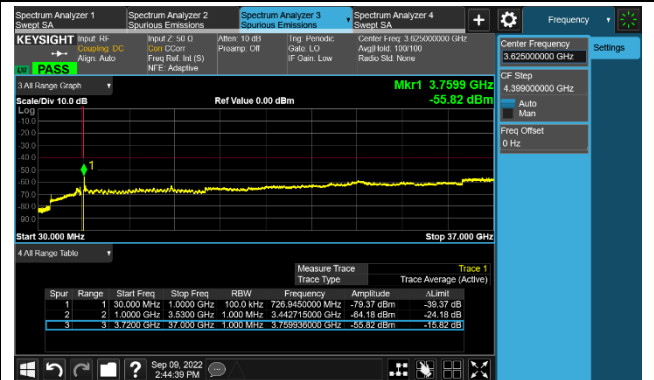 Spectrum Analyzer 1
Swept SA
Spectrum Analyzer 2
Spurious Emissions
Spectrum Analyzer 3
Spurious Emissions
Spectrum Analyzer 4
Swept SA
+
Frequency
KEYSIGHT
Input: RF
Coupling: DC
Align: Auto
Input Z: 50 Ω
Corr CCorr
Freq Ref: Int (S)
NFE: Adaptive
Atten: 10 dB
Preamp: Off
Trig: Periodic
Gate: LO
IF Gain: Low
Center Freq: 3.625000000 GHz
Avg|Hold: 100/100
Radio Std: None
PASS
Center Frequency
3.625000000 GHz
Settings
CF Step
4.399000000 GHz
Auto
Man
Freq Offset
0 Hz
3 All Range Graph
Mkr1 3.7599 GHz
-55.82 dBm
Scale/Div 10.0 dB
Ref Value 0.00 dBm
Log
-10.0
-20.0
-30.0
-40.0
-50.0
-60.0
-70.0
-80.0
-90.0
1
Start 30.000 MHz
Stop 37.000 GHz
4 All Range Table
Measure Trace Trace 1
Trace Type Trace Average (Active)
Spur Range Start Freq Stop Freq RBW Frequency Amplitude ΔLimit
1 1 30.000 MHz 1.0000 GHz 100.0 kHz 726.9450000 MHz -79.37 dBm -39.37 dB
2 2 1.0000 GHz 3.5300 GHz 1.000 MHz 3.442715000 GHz -64.18 dBm -24.18 dB
3 3 3.7200 GHz 37.000 GHz 1.000 MHz 3.759936000 GHz -55.82 dBm -15.82 dB
?
Sep 09, 2022
2:44:39 PM